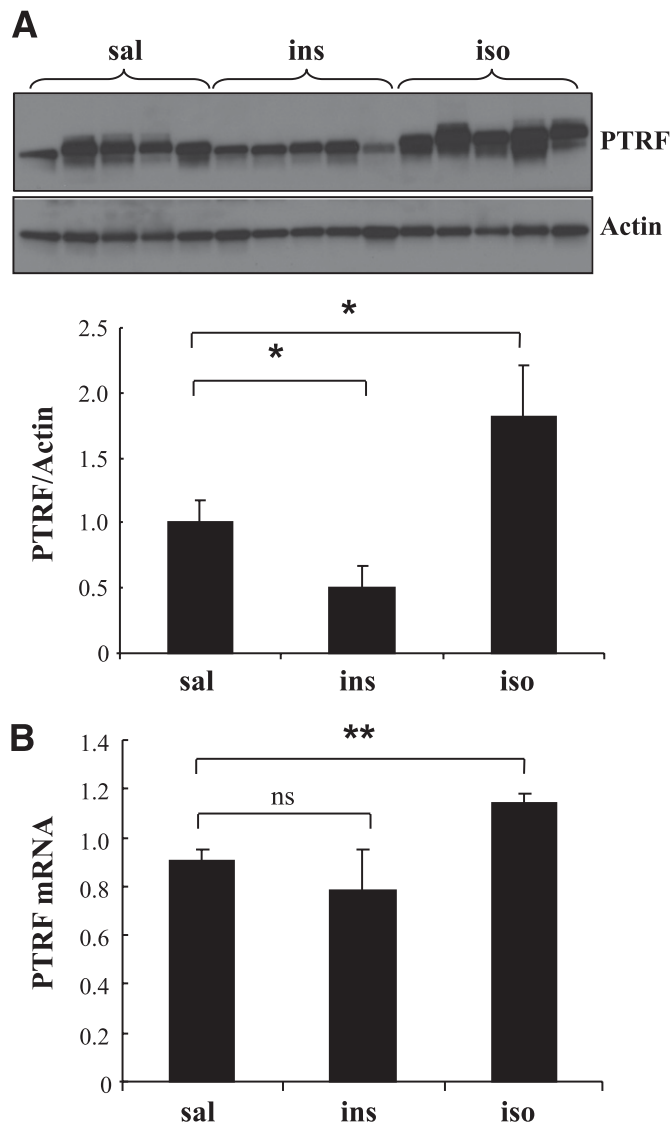 A
sal ins iso
PTRF
Actin
*
*
2.5
2.0
1.5
1.0
0.5
0
PTRF/Actin
sal ins iso
B
**
ns
1.4
1.2
1.0
0.8
0.6
0.4
0.2
0
PTRF mRNA
sal ins iso